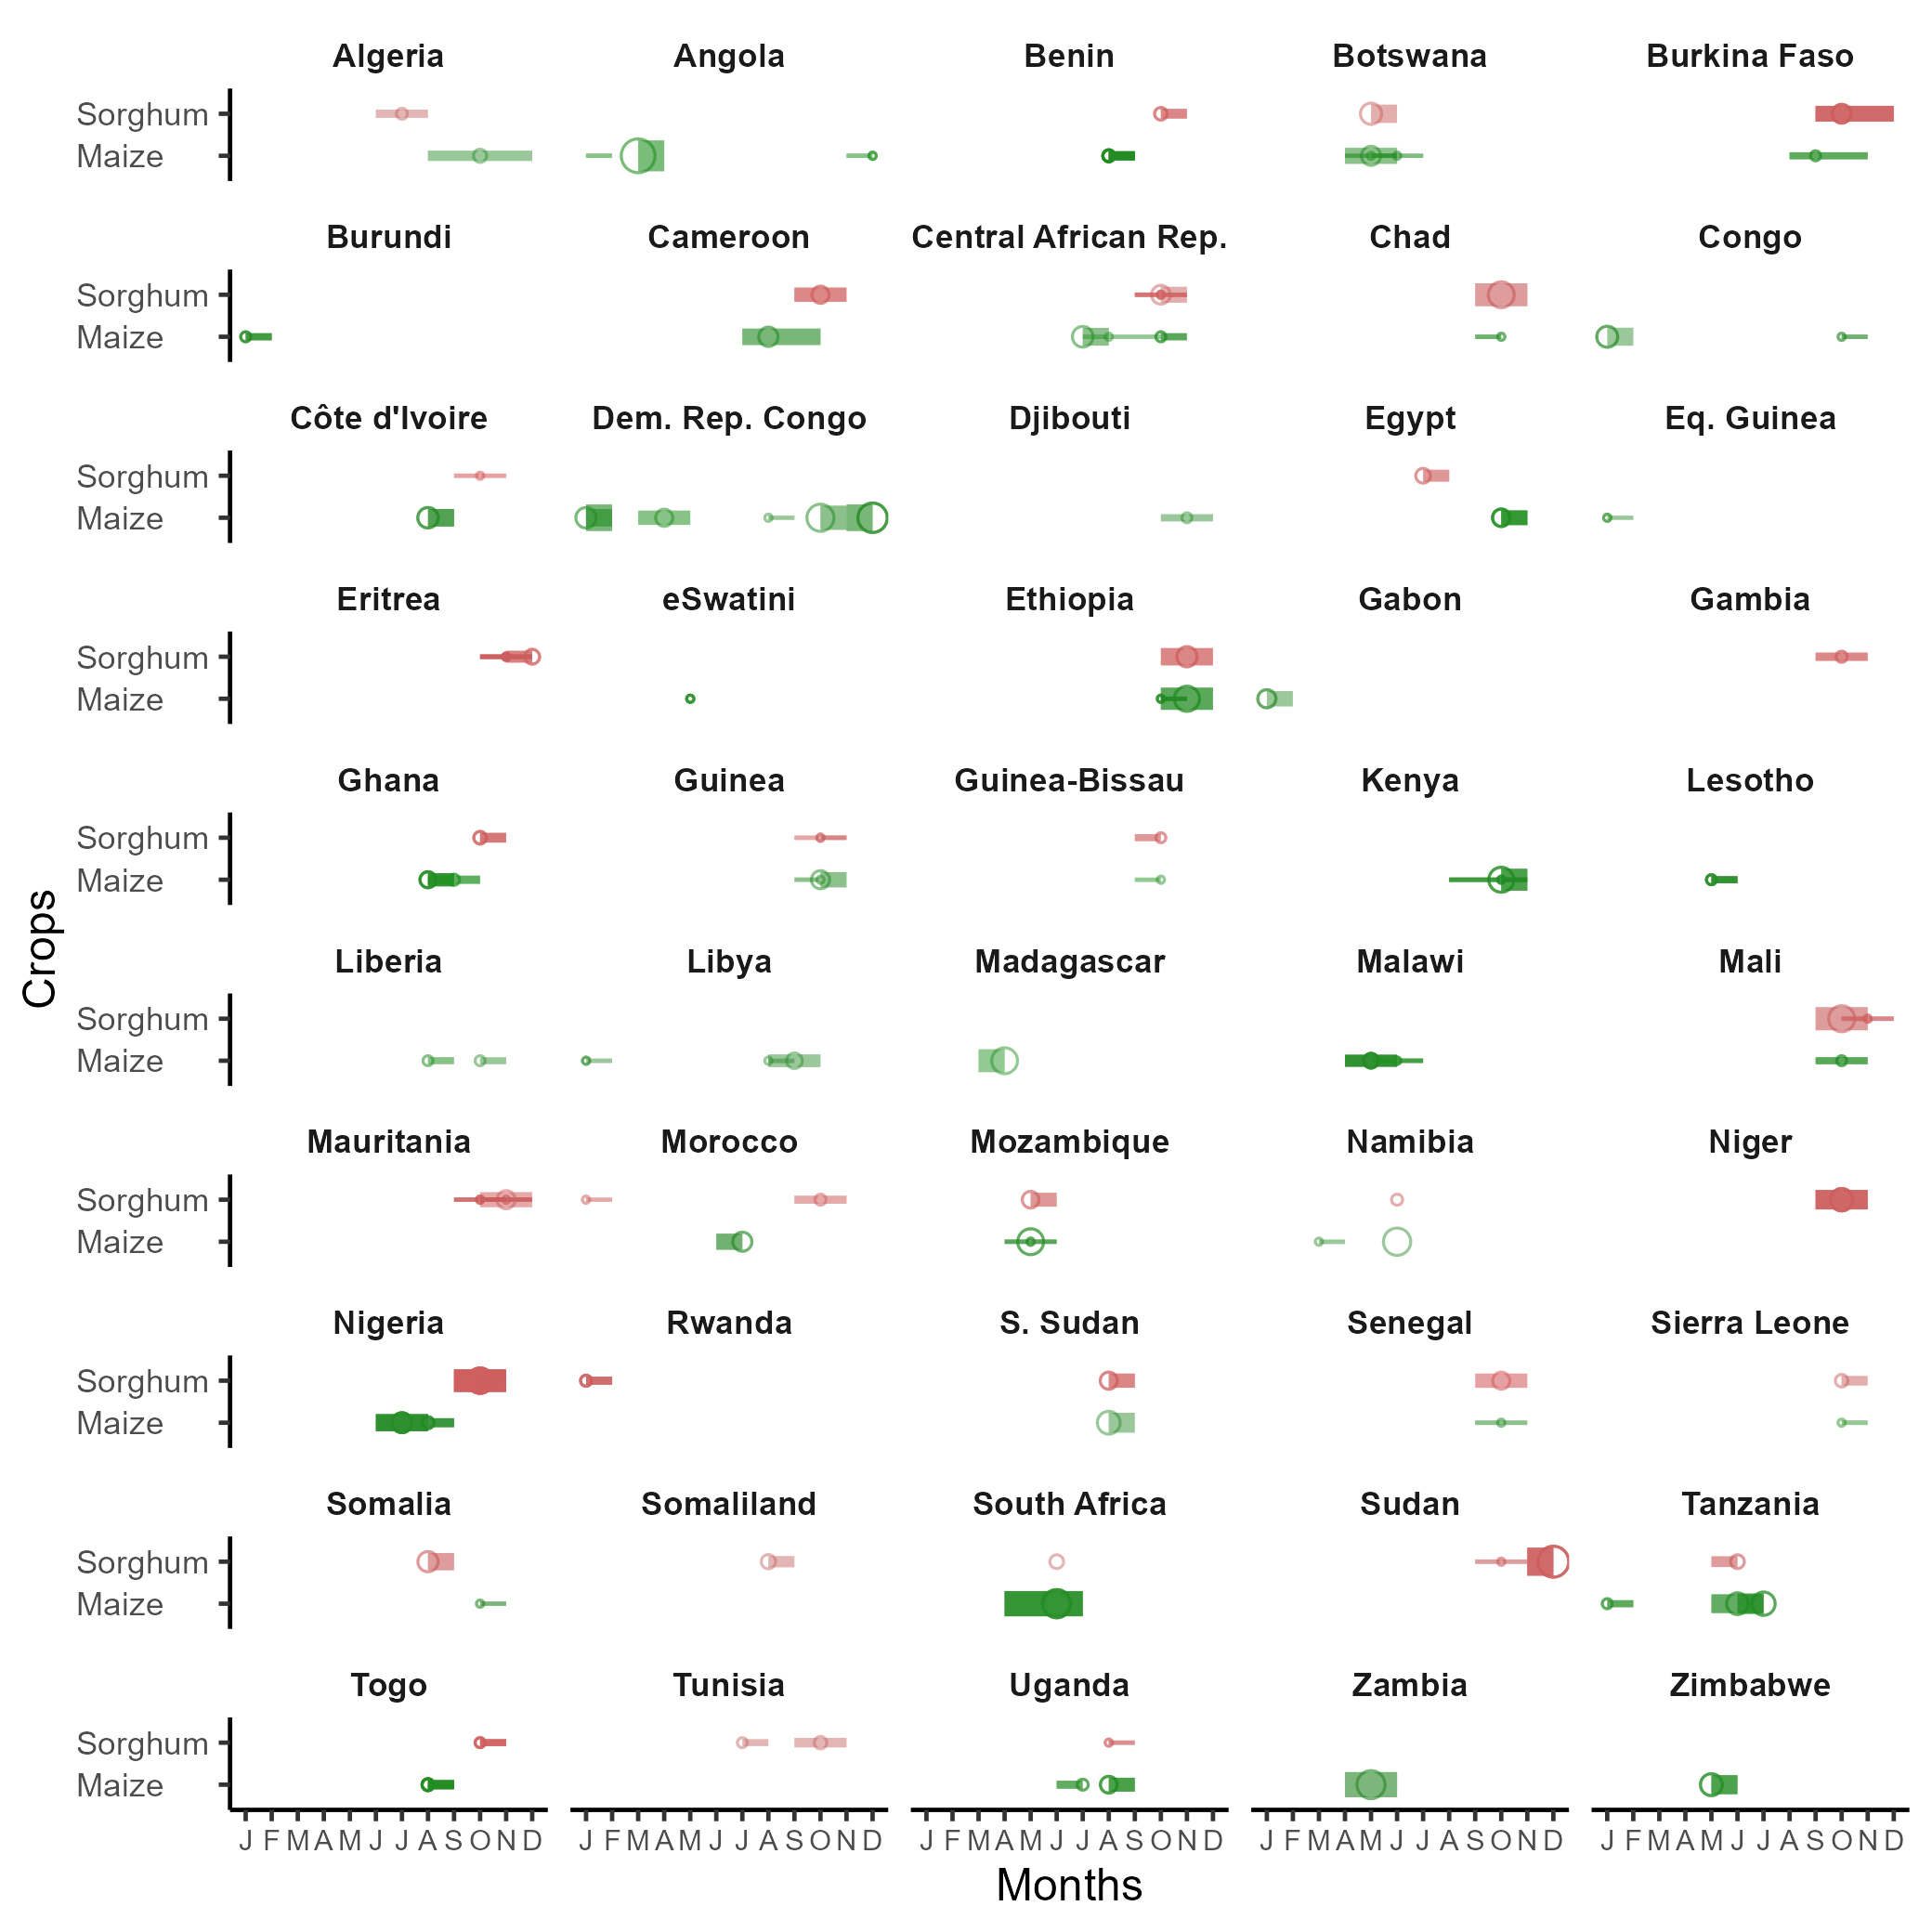 Algeria Angola Benin Botswana Burkina Faso
Sorghum
Maize
Burundi Cameroon Central African Rep. Chad Congo
Sorghum
Maize
Côte d'Ivoire Dem. Rep. Congo Djibouti Egypt Eq. Guinea
Sorghum
Maize
Eritrea eSwatini Ethiopia Gabon Gambia
Sorghum
Maize
Ghana Guinea Guinea-Bissau Kenya Lesotho
Sorghum
Maize
Crops
Liberia Libya Madagascar Malawi Mali
Sorghum
Maize
Mauritania Morocco Mozambique Namibia Niger
Sorghum
Maize
Nigeria Rwanda S. Sudan Senegal Sierra Leone
Sorghum
Maize
Somalia Somaliland South Africa Sudan Tanzania
Sorghum
Maize
Togo Tunisia Uganda Zambia Zimbabwe
Sorghum
Maize
J F M A M J J A S O N D J F M A M J J A S O N D J F M A M J J A S O N D J F M A M J J A S O N D J F M A M J J A S O N D
Months